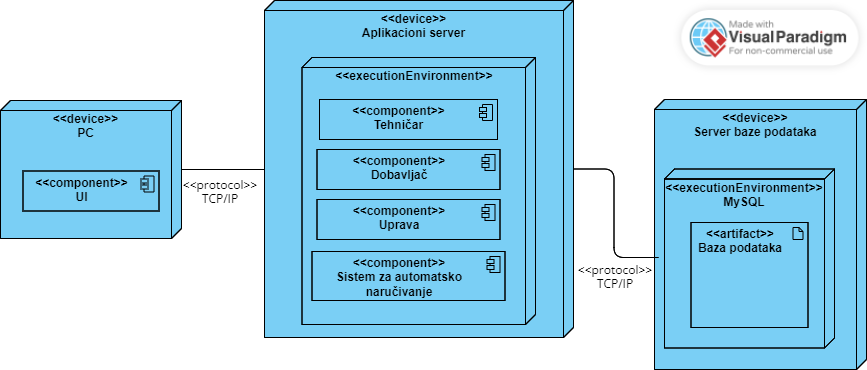 <<device>>
PC
<<component>>
UI
<<protocol>>
TCP/IP
<<device>>
Aplikacioni server
<<executionEnvironment>>
<<component>>
Tehničar
<<component>>
Dobavljač
<<component>>
Uprava
<<component>>
Sistem za automatsko
naručivanje
<<protocol>>
TCP/IP
<<device>>
Server baze podataka
<<executionEnvironment>>
MySQL
<<artifact>>
Baza podataka
Made with
VisualParadigm
For non-commercial use